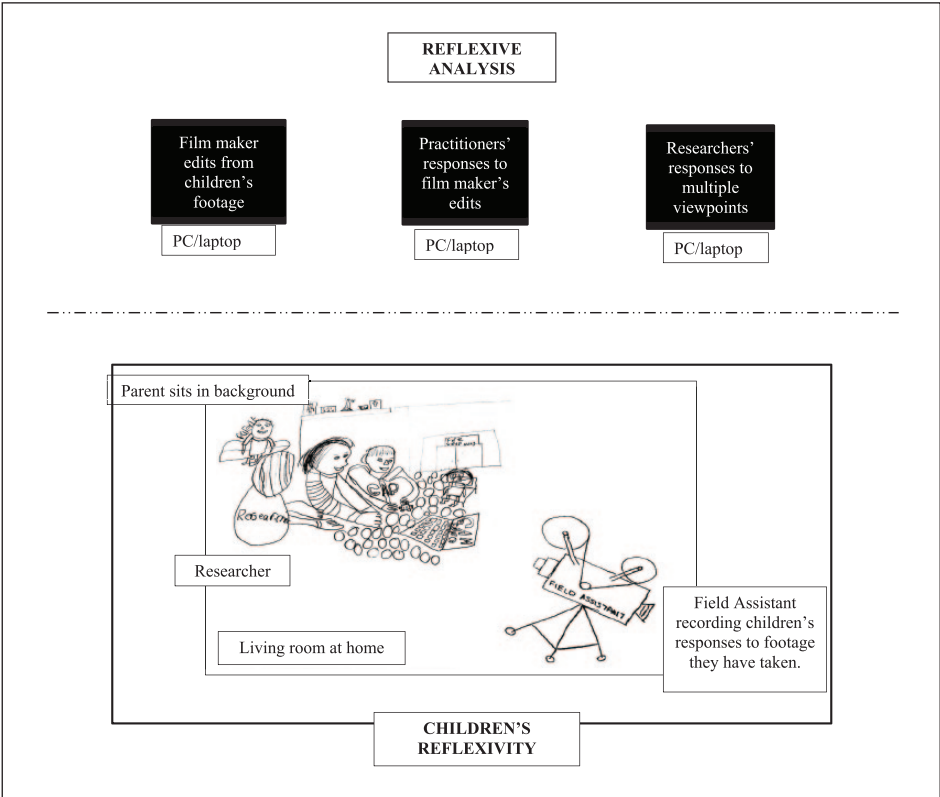 REFLEXIVE
ANALYSIS
Film maker
edits from
children’s
footage
PC/laptop
Practitioners’
responses to
film maker’s
edits
PC/laptop
Researchers’
responses to
multiple
viewpoints
PC/laptop
Parent sits in background
GAP
GAME
Researcher
FIELD ASSISTANT
Living room at home
Field Assistant
recording children’s
responses to footage
they have taken.
CHILDREN’S
REFLEXIVITY